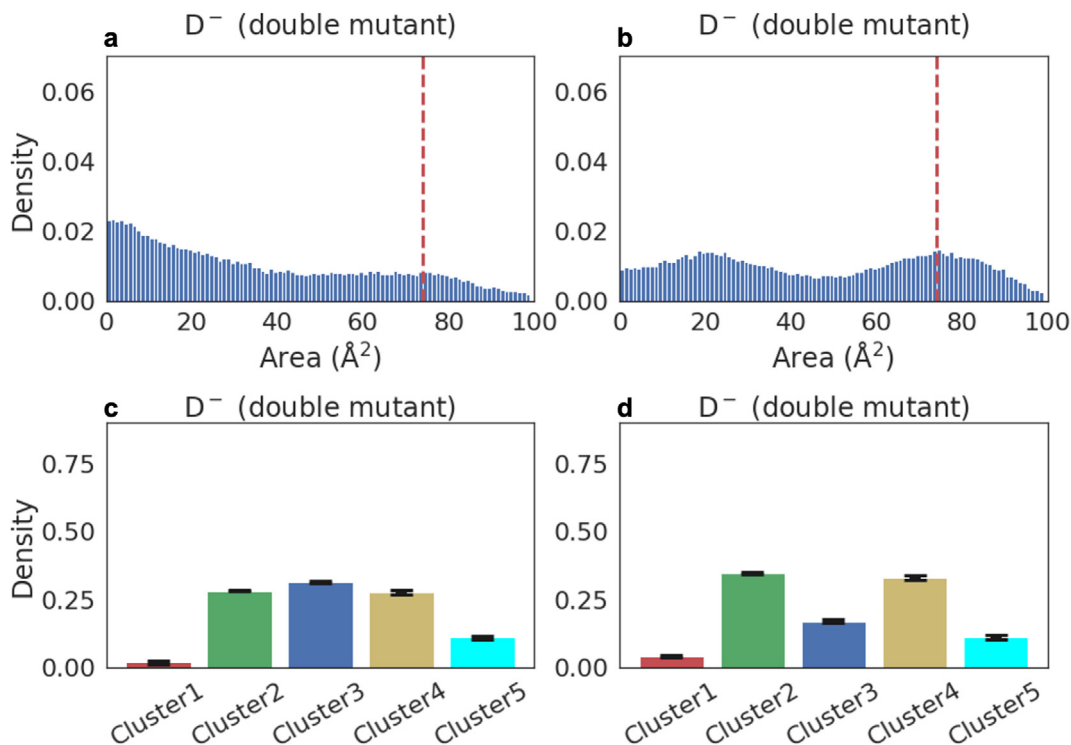 a D⁻ (double mutant)
Density
0.06
0.04
0.02
0.00
0 20 40 60 80 100
Area (Å²)
b D⁻ (double mutant)
0.06
0.04
0.02
0.00
0 20 40 60 80 100
Area (Å²)
c D⁻ (double mutant)
Density
0.75
0.50
0.25
0.00
Cluster1 Cluster2 Cluster3 Cluster4 Cluster5
d D⁻ (double mutant)
0.75
0.50
0.25
0.00
Cluster1 Cluster2 Cluster3 Cluster4 Cluster5